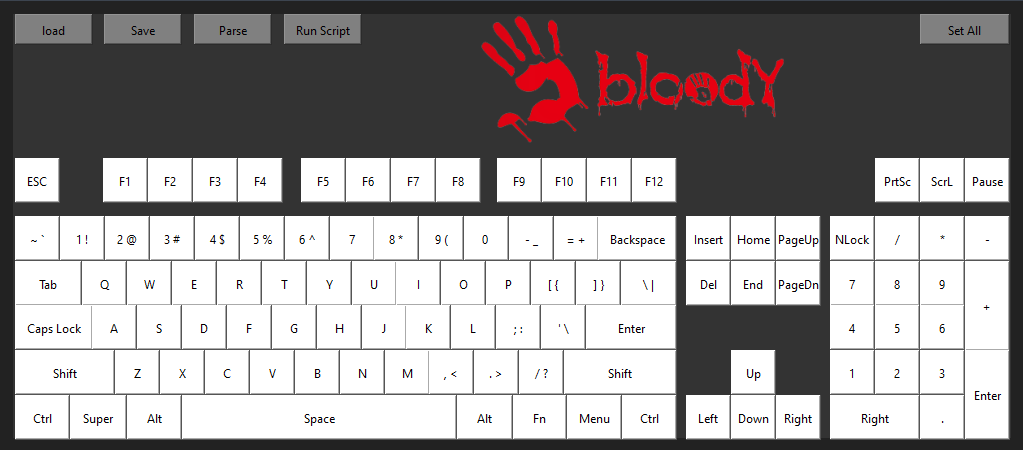 load Save Parse Run Script Set All
bloody
ESC F1 F2 F3 F4 F5 F6 F7 F8 F9 F10 F11 F12 PrtSc ScrL Pause
~ ` 1 ! 2 @ 3 # 4 $ 5 % 6 ^ 7 8 * 9 ( 0 - _ = + Backspace Insert Home PageUp NLock / * -
Tab Q W E R T Y U I O P [ { ] } \ | Del End PageDn 7 8 9 +
Caps Lock A S D F G H J K L ; : ' \ Enter 4 5 6
Shift Z X C V B N M , < . > / ? Shift Up 1 2 3 Enter
Ctrl Super Alt Space Alt Fn Menu Ctrl Left Down Right Right .